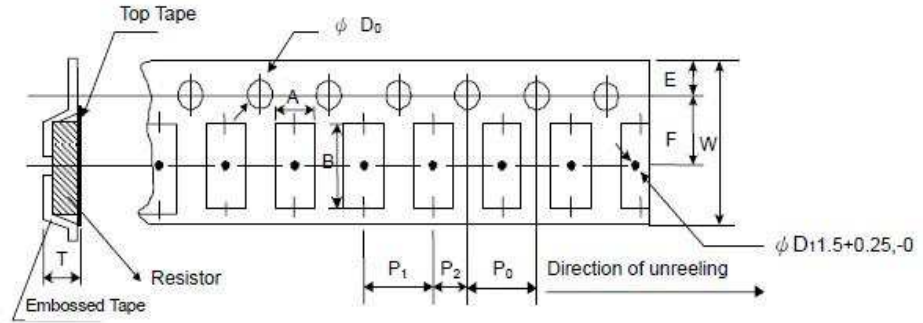 Top Tape
ϕ D0
A
E
F
W
B
T
Resistor
Embossed Tape
P1
P2
P0
Direction of unreeling
ϕ D1 1.5+0.25,-0